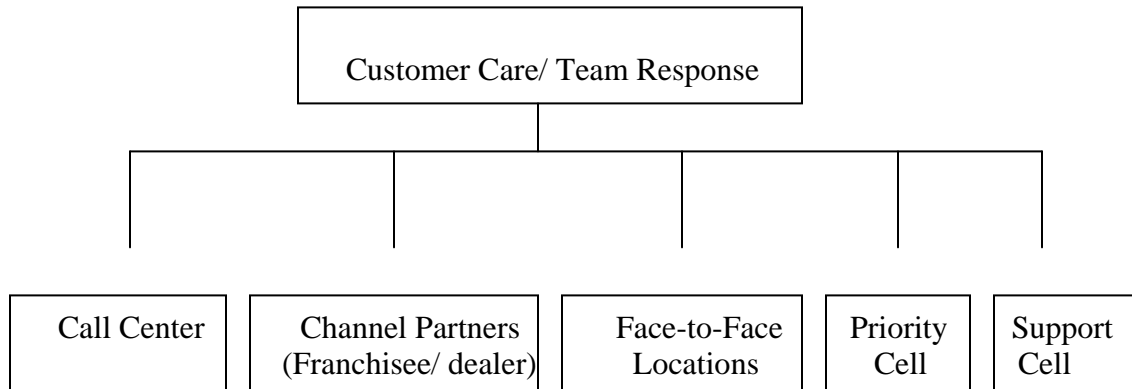 Customer Care/ Team Response
Call Center
Channel Partners
(Franchisee/ dealer)
Face-to-Face
Locations
Priority
Cell
Support
Cell